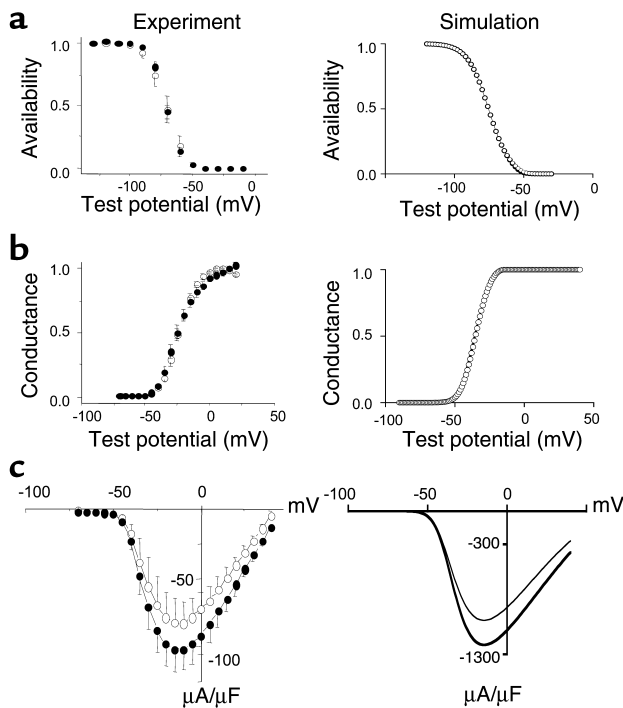 a Experiment Simulation
1.0 1.0
Availability Availability
0.5 0.5
0.0 0.0
-100 -50 0 -100 -50 0
Test potential (mV) Test potential (mV)
b
1.0 1.0
Conductance Conductance
0.5 0.5
0.0 0.0
-100 -50 0 50 -100 -50 0 50
Test potential (mV) Test potential (mV)
c
-100 -50 0 mV -100 -50 0 mV
-300
-50
-100 -1300
µA/µF µA/µF